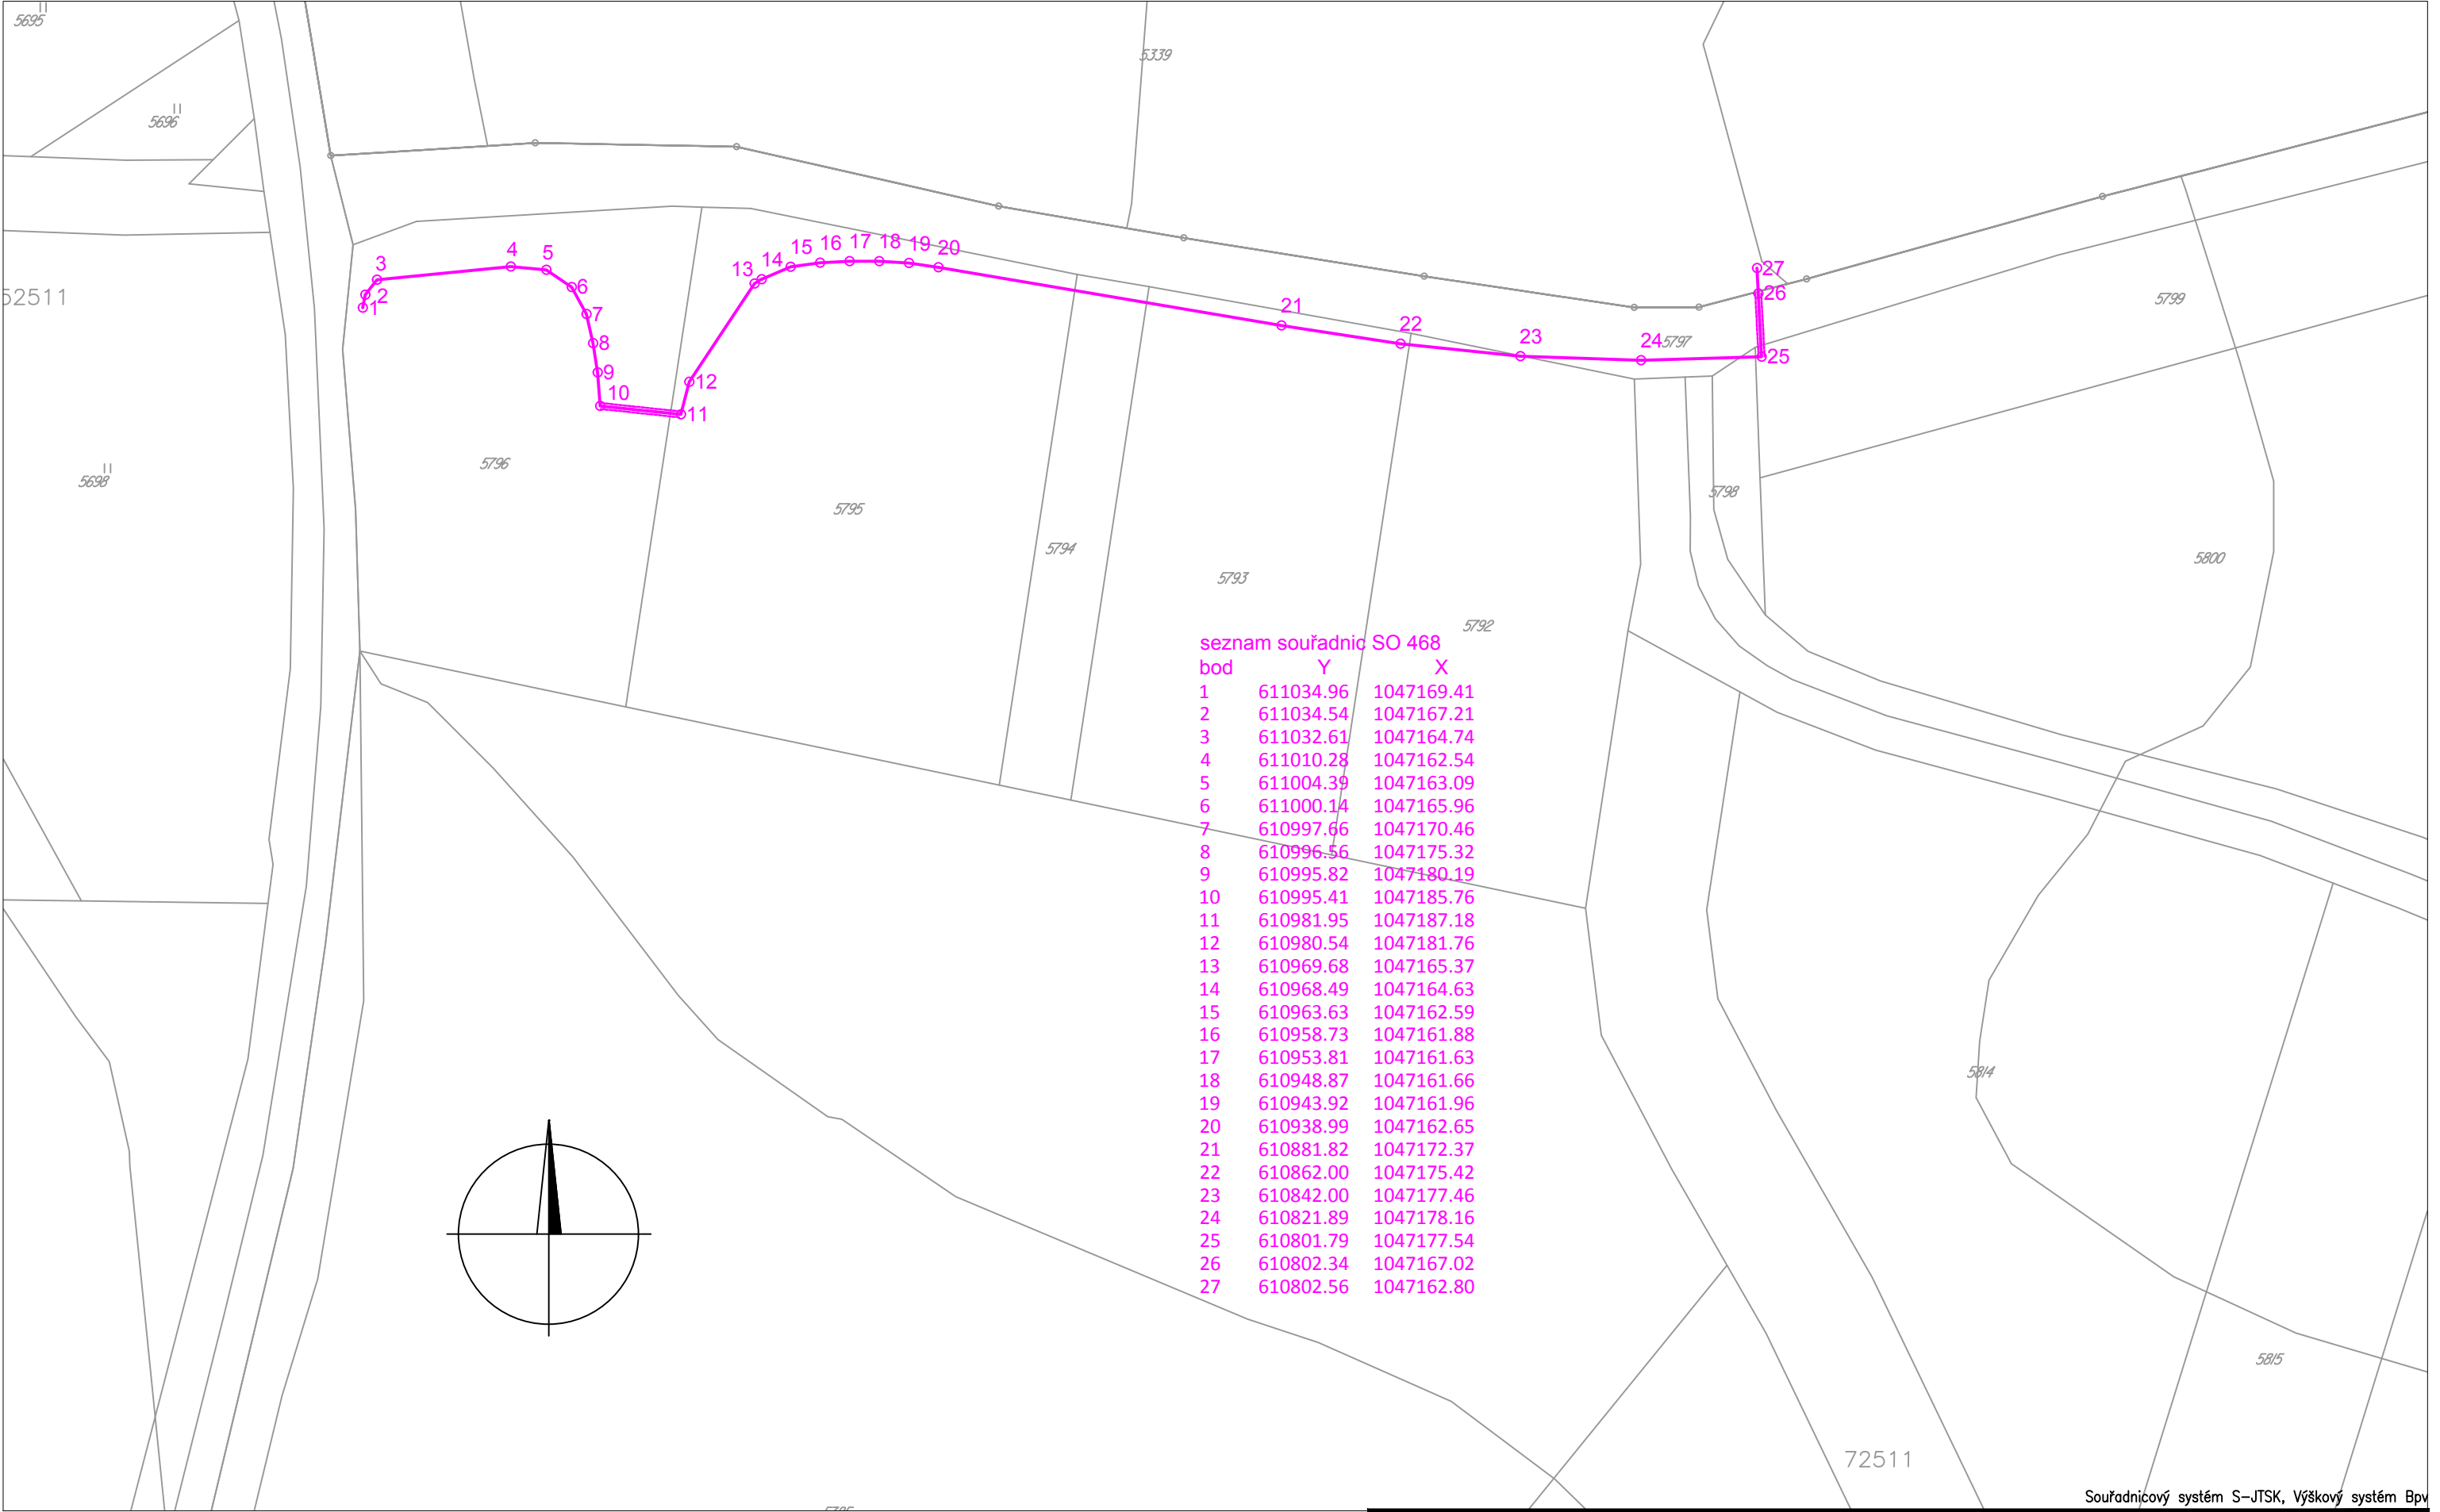 5695
5339
5696
3 4 5 6 7 8 9 10 11 12 13 14 15 16 17 18 19 20 21 22 23 24 25 26 27
2
1
5797
5799
5698
5796
5795
5798
5794
5793
5800
5792
seznam souřadnic SO 468
bod Y X
1 611034.96 1047169.41
2 611034.54 1047167.21
3 611032.61 1047164.74
4 611010.28 1047162.54
5 611004.39 1047163.09
6 611000.14 1047165.96
7 610997.66 1047170.46
8 610996.56 1047175.32
9 610995.82 1047180.19
10 610995.41 1047185.76
11 610981.95 1047187.18
12 610980.54 1047181.76
13 610969.68 1047165.37
14 610968.49 1047164.63
15 610963.63 1047162.59
16 610958.73 1047161.88
17 610953.81 1047161.63
18 610948.87 1047161.66
19 610943.92 1047161.96
20 610938.99 1047162.65
21 610881.82 1047172.37
22 610862.00 1047175.42
23 610842.00 1047177.46
24 610821.89 1047178.16
25 610801.79 1047177.54
26 610802.34 1047167.02
27 610802.56 1047162.80
5814
5815
72511
Souřadnicový systém S-JTSK, Výškový systém Bpv